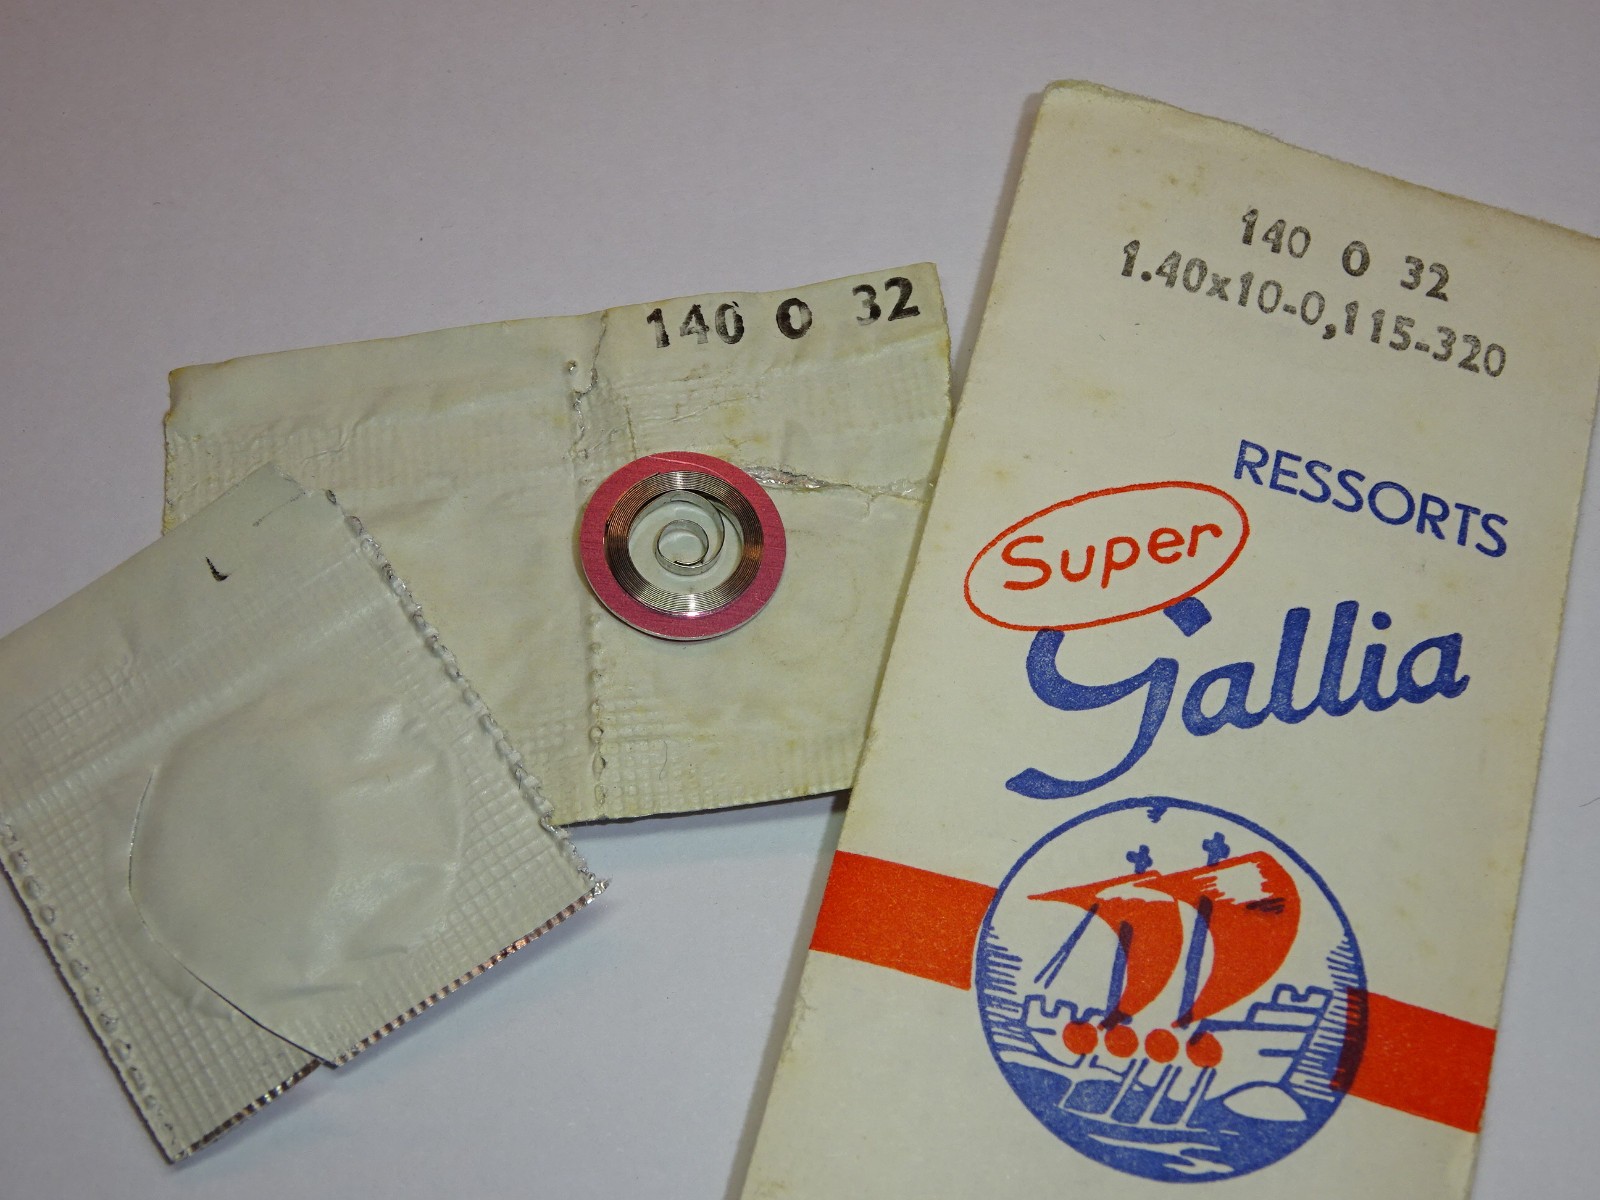 140 O 32
140 O 32
1.40x10-0,115-320
RESSORTS
Super
Gallia